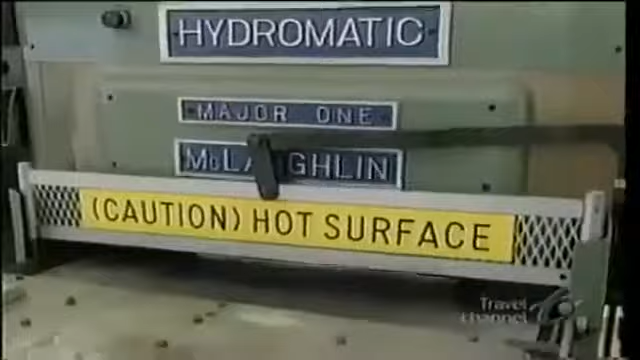 HYDROMATIC
MAJOR ONE
McLAUGHLIN
(CAUTION) HOT SURFACE
Travel
channel